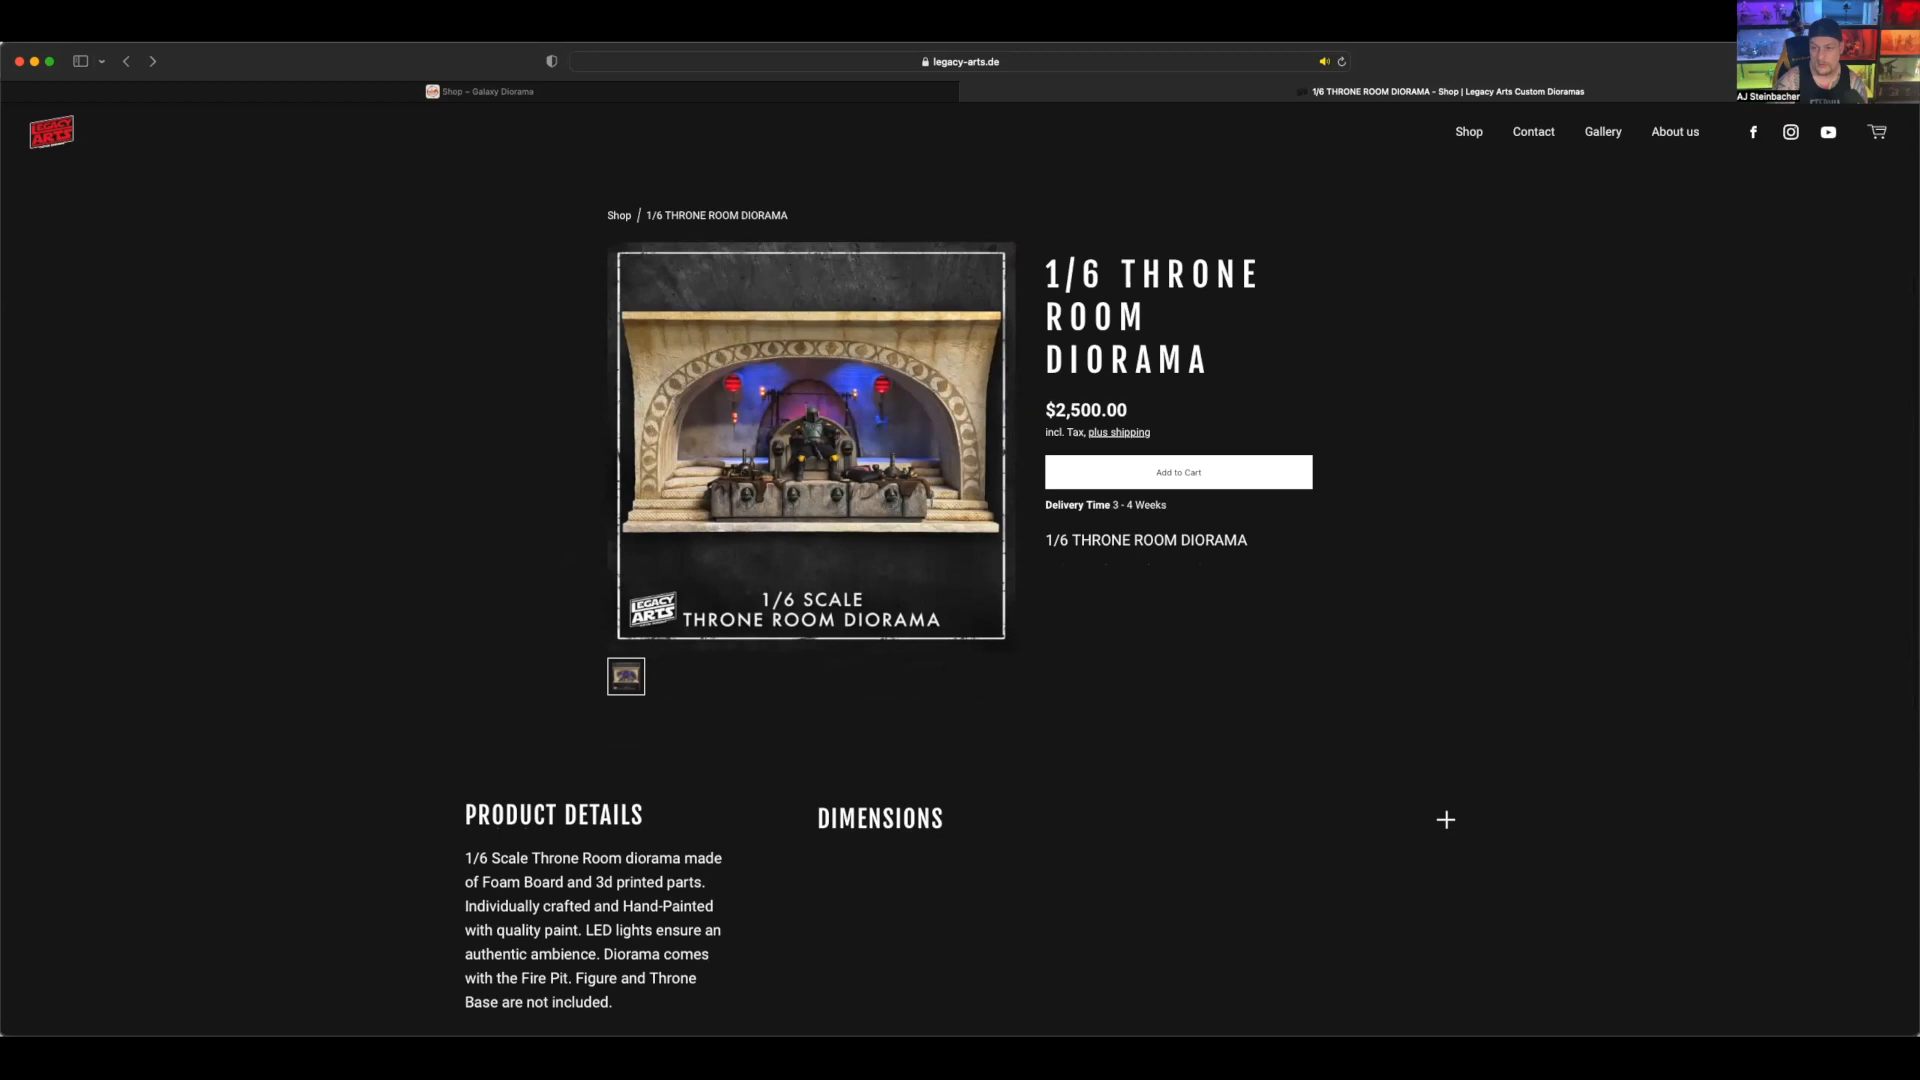 legacy-arts.de
Shop – Galaxy Diorama
1/6 THRONE ROOM DIORAMA - Shop | Legacy Arts Custom Dioramas
AJ Steinbacher
LEGACY
ARTS
Shop
Contact
Gallery
About us
Shop / 1/6 THRONE ROOM DIORAMA
LEGACY
ARTS
1/6 SCALE
THRONE ROOM DIORAMA
1/6 THRONE
ROOM
DIORAMA
$2,500.00
incl. Tax, plus shipping
Add to Cart
Delivery Time 3 - 4 Weeks
1/6 THRONE ROOM DIORAMA
PRODUCT DETAILS
1/6 Scale Throne Room diorama made
of Foam Board and 3d printed parts.
Individually crafted and Hand-Painted
with quality paint. LED lights ensure an
authentic ambience. Diorama comes
with the Fire Pit. Figure and Throne
Base are not included.
DIMENSIONS